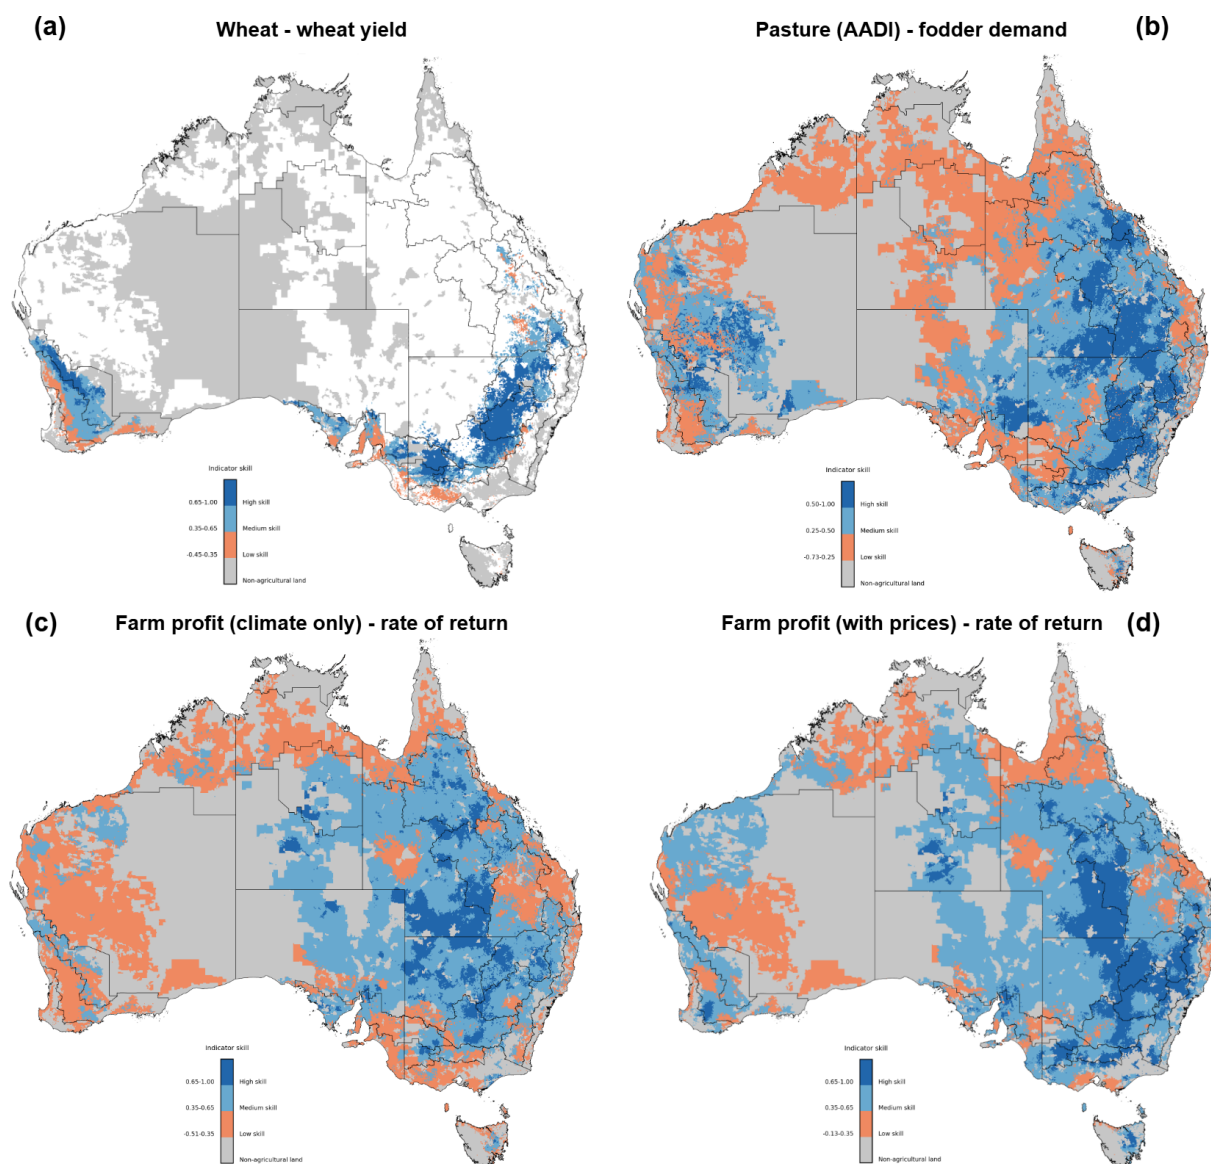 (a) Wheat - wheat yield
Indicator skill
0.65-1.00 High skill
0.35-0.65 Medium skill
-0.45-0.35 Low skill
Non-agricultural land
Pasture (AADI) - fodder demand (b)
Indicator skill
0.50-1.00 High skill
0.25-0.50 Medium skill
-0.73-0.25 Low skill
Non-agricultural land
(c) Farm profit (climate only) - rate of return
Indicator skill
0.65-1.00 High skill
0.35-0.65 Medium skill
-0.51-0.35 Low skill
Non-agricultural land
Farm profit (with prices) - rate of return (d)
Indicator skill
0.65-1.00 High skill
0.35-0.65 Medium skill
-0.13-0.35 Low skill
Non-agricultural land